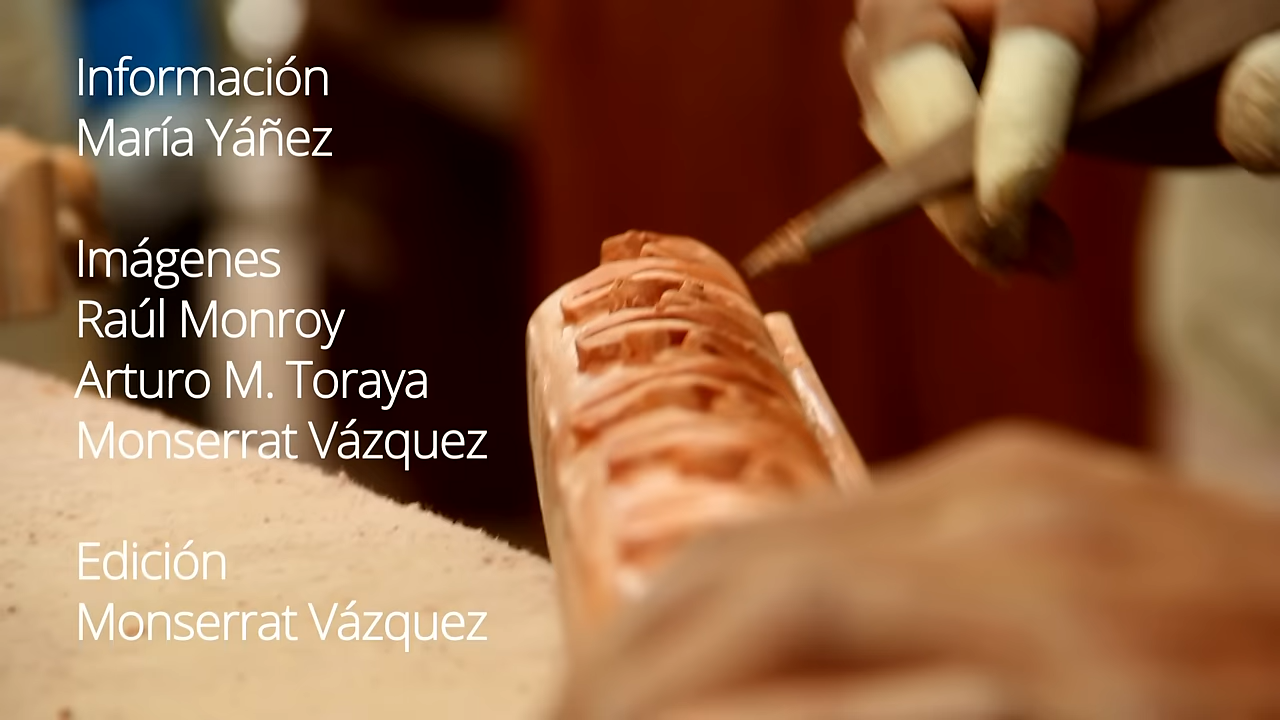 Información
María Yáñez
Imágenes
Raúl Monroy
Arturo M. Toraya
Monserrat Vázquez
Edición
Monserrat Vázquez